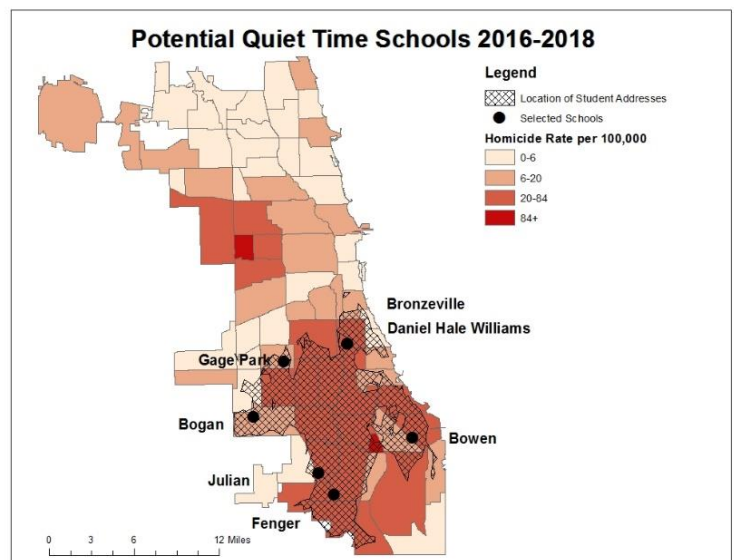 Potential Quiet Time Schools 2016-2018
Legend
Location of Student Addresses
Selected Schools
Homicide Rate per 100,000
0-6
6-20
20-84
84+
Bronzeville
Daniel Hale Williams
Gage Park
Bogan
Bowen
Julian
Fenger
0 3 6 12 Miles